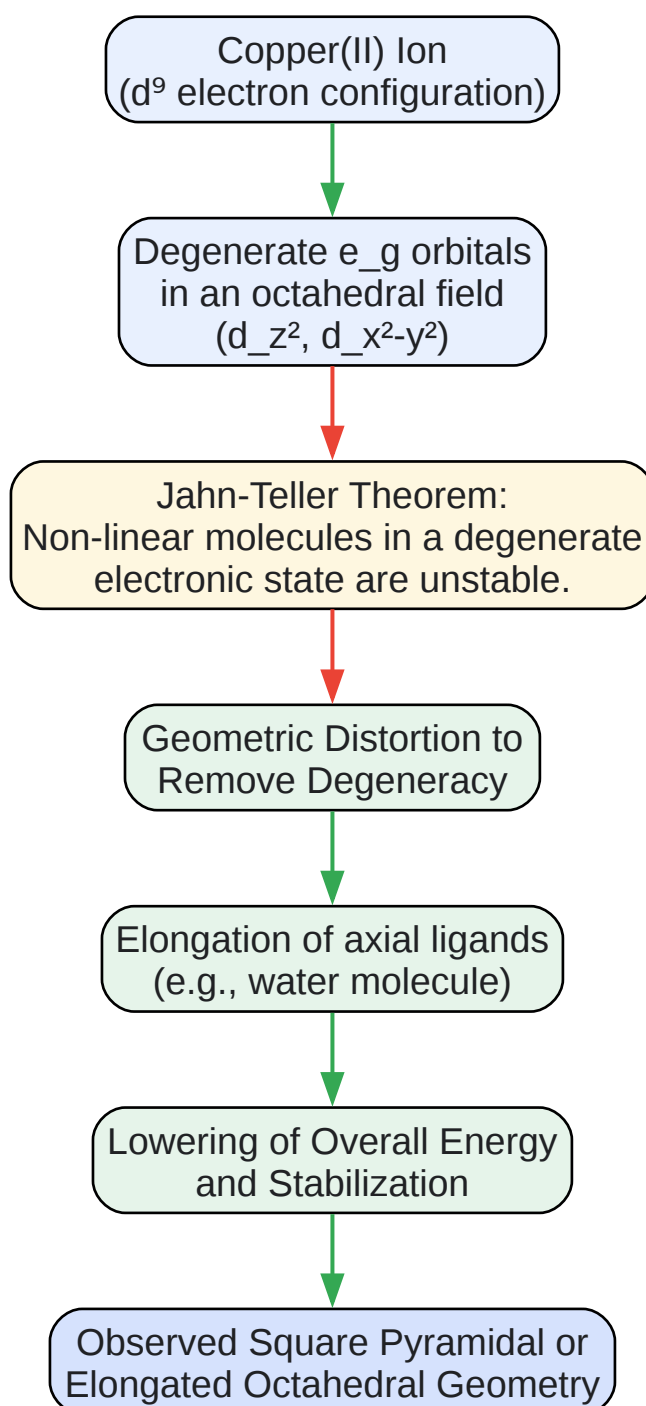 Copper(II) Ion
(d⁹ electron configuration)
Degenerate e_g orbitals
in an octahedral field
(d_z², d_x²-y²)
Jahn-Teller Theorem:
Non-linear molecules in a degenerate
electronic state are unstable.
Geometric Distortion to
Remove Degeneracy
Elongation of axial ligands
(e.g., water molecule)
Lowering of Overall Energy
and Stabilization
Observed Square Pyramidal or
Elongated Octahedral Geometry